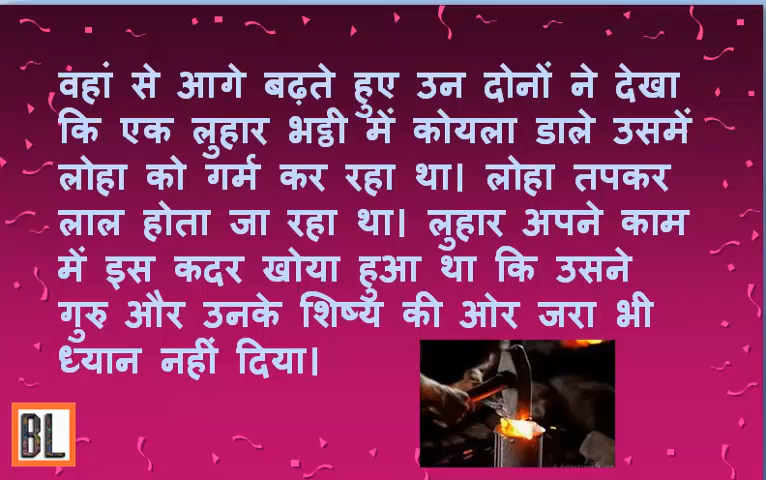 वहां से आगे बढ़ते हुए उन दोनों ने देखा
कि एक लुहार भट्ठी में कोयला डाले उसमें
लोहा को गर्म कर रहा था। लोहा तपकर
लाल होता जा रहा था। लुहार अपने काम
में इस कदर खोया हुआ था कि उसने
गुरु और उनके शिष्य की ओर जरा भी
ध्यान नहीं दिया।
BL